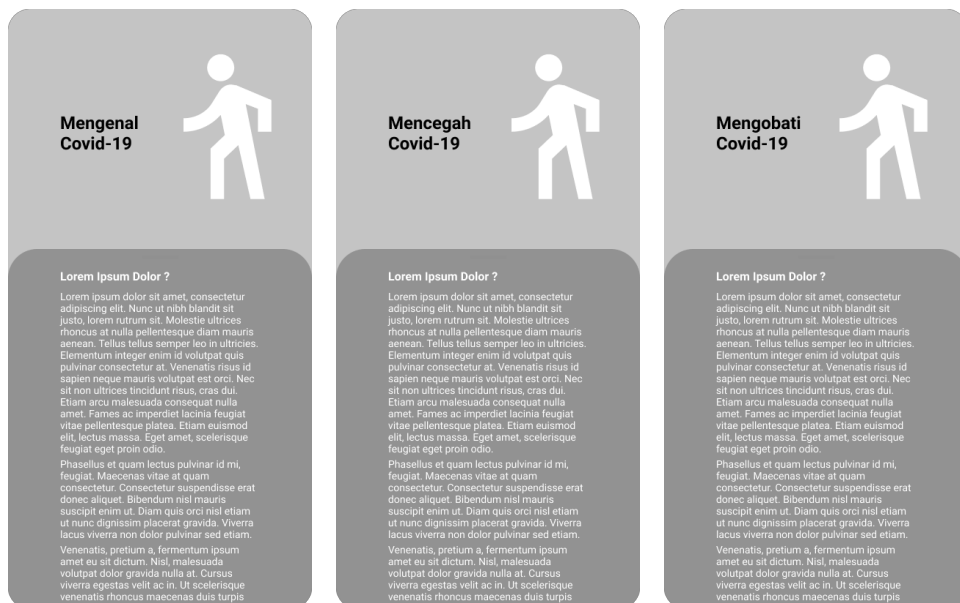 Mengenal
Covid-19
Lorem Ipsum Dolor ?
Lorem ipsum dolor sit amet, consectetur
adipiscing elit. Nunc ut nibh blandit sit
justo, lorem rutrum sit. Molestie ultrices
rhoncus at nulla pellentesque diam mauris
aenean. Tellus tellus semper leo in ultricies.
Elementum integer enim id volutpat quis
pulvinar consectetur at. Venenatis risus id
sapien neque mauris volutpat est orci. Nec
sit non ultrices tincidunt risus, cras dui.
Etiam arcu malesuada consequat nulla
amet. Fames ac imperdiet lacinia feugiat
vitae pellentesque platea. Etiam euismod
elit, lectus massa. Eget amet, scelerisque
feugiat eget proin odio.
Phasellus et quam lectus pulvinar id mi,
feugiat. Maecenas vitae at quam
consectetur. Consectetur suspendisse erat
donec aliquet. Bibendum nisl mauris
suscipit enim ut. Diam quis orci nisl etiam
ut nunc dignissim placerat gravida. Viverra
lacus viverra non dolor pulvinar sed etiam.
Venenatis, pretium a, fermentum ipsum
amet eu sit dictum. Nisl, malesuada
volutpat dolor gravida nulla at. Cursus
viverra egestas velit ac in. Ut scelerisque
venenatis rhoncus maecenas duis turpis
Mencegah
Covid-19
Lorem Ipsum Dolor ?
Lorem ipsum dolor sit amet, consectetur
adipiscing elit. Nunc ut nibh blandit sit
justo, lorem rutrum sit. Molestie ultrices
rhoncus at nulla pellentesque diam mauris
aenean. Tellus tellus semper leo in ultricies.
Elementum integer enim id volutpat quis
pulvinar consectetur at. Venenatis risus id
sapien neque mauris volutpat est orci. Nec
sit non ultrices tincidunt risus, cras dui.
Etiam arcu malesuada consequat nulla
amet. Fames ac imperdiet lacinia feugiat
vitae pellentesque platea. Etiam euismod
elit, lectus massa. Eget amet, scelerisque
feugiat eget proin odio.
Phasellus et quam lectus pulvinar id mi,
feugiat. Maecenas vitae at quam
consectetur. Consectetur suspendisse erat
donec aliquet. Bibendum nisl mauris
suscipit enim ut. Diam quis orci nisl etiam
ut nunc dignissim placerat gravida. Viverra
lacus viverra non dolor pulvinar sed etiam.
Venenatis, pretium a, fermentum ipsum
amet eu sit dictum. Nisl, malesuada
volutpat dolor gravida nulla at. Cursus
viverra egestas velit ac in. Ut scelerisque
venenatis rhoncus maecenas duis turpis
Mengobati
Covid-19
Lorem Ipsum Dolor ?
Lorem ipsum dolor sit amet, consectetur
adipiscing elit. Nunc ut nibh blandit sit
justo, lorem rutrum sit. Molestie ultrices
rhoncus at nulla pellentesque diam mauris
aenean. Tellus tellus semper leo in ultricies.
Elementum integer enim id volutpat quis
pulvinar consectetur at. Venenatis risus id
sapien neque mauris volutpat est orci. Nec
sit non ultrices tincidunt risus, cras dui.
Etiam arcu malesuada consequat nulla
amet. Fames ac imperdiet lacinia feugiat
vitae pellentesque platea. Etiam euismod
elit, lectus massa. Eget amet, scelerisque
feugiat eget proin odio.
Phasellus et quam lectus pulvinar id mi,
feugiat. Maecenas vitae at quam
consectetur. Consectetur suspendisse erat
donec aliquet. Bibendum nisl mauris
suscipit enim ut. Diam quis orci nisl etiam
ut nunc dignissim placerat gravida. Viverra
lacus viverra non dolor pulvinar sed etiam.
Venenatis, pretium a, fermentum ipsum
amet eu sit dictum. Nisl, malesuada
volutpat dolor gravida nulla at. Cursus
viverra egestas velit ac in. Ut scelerisque
venenatis rhoncus maecenas duis turpis